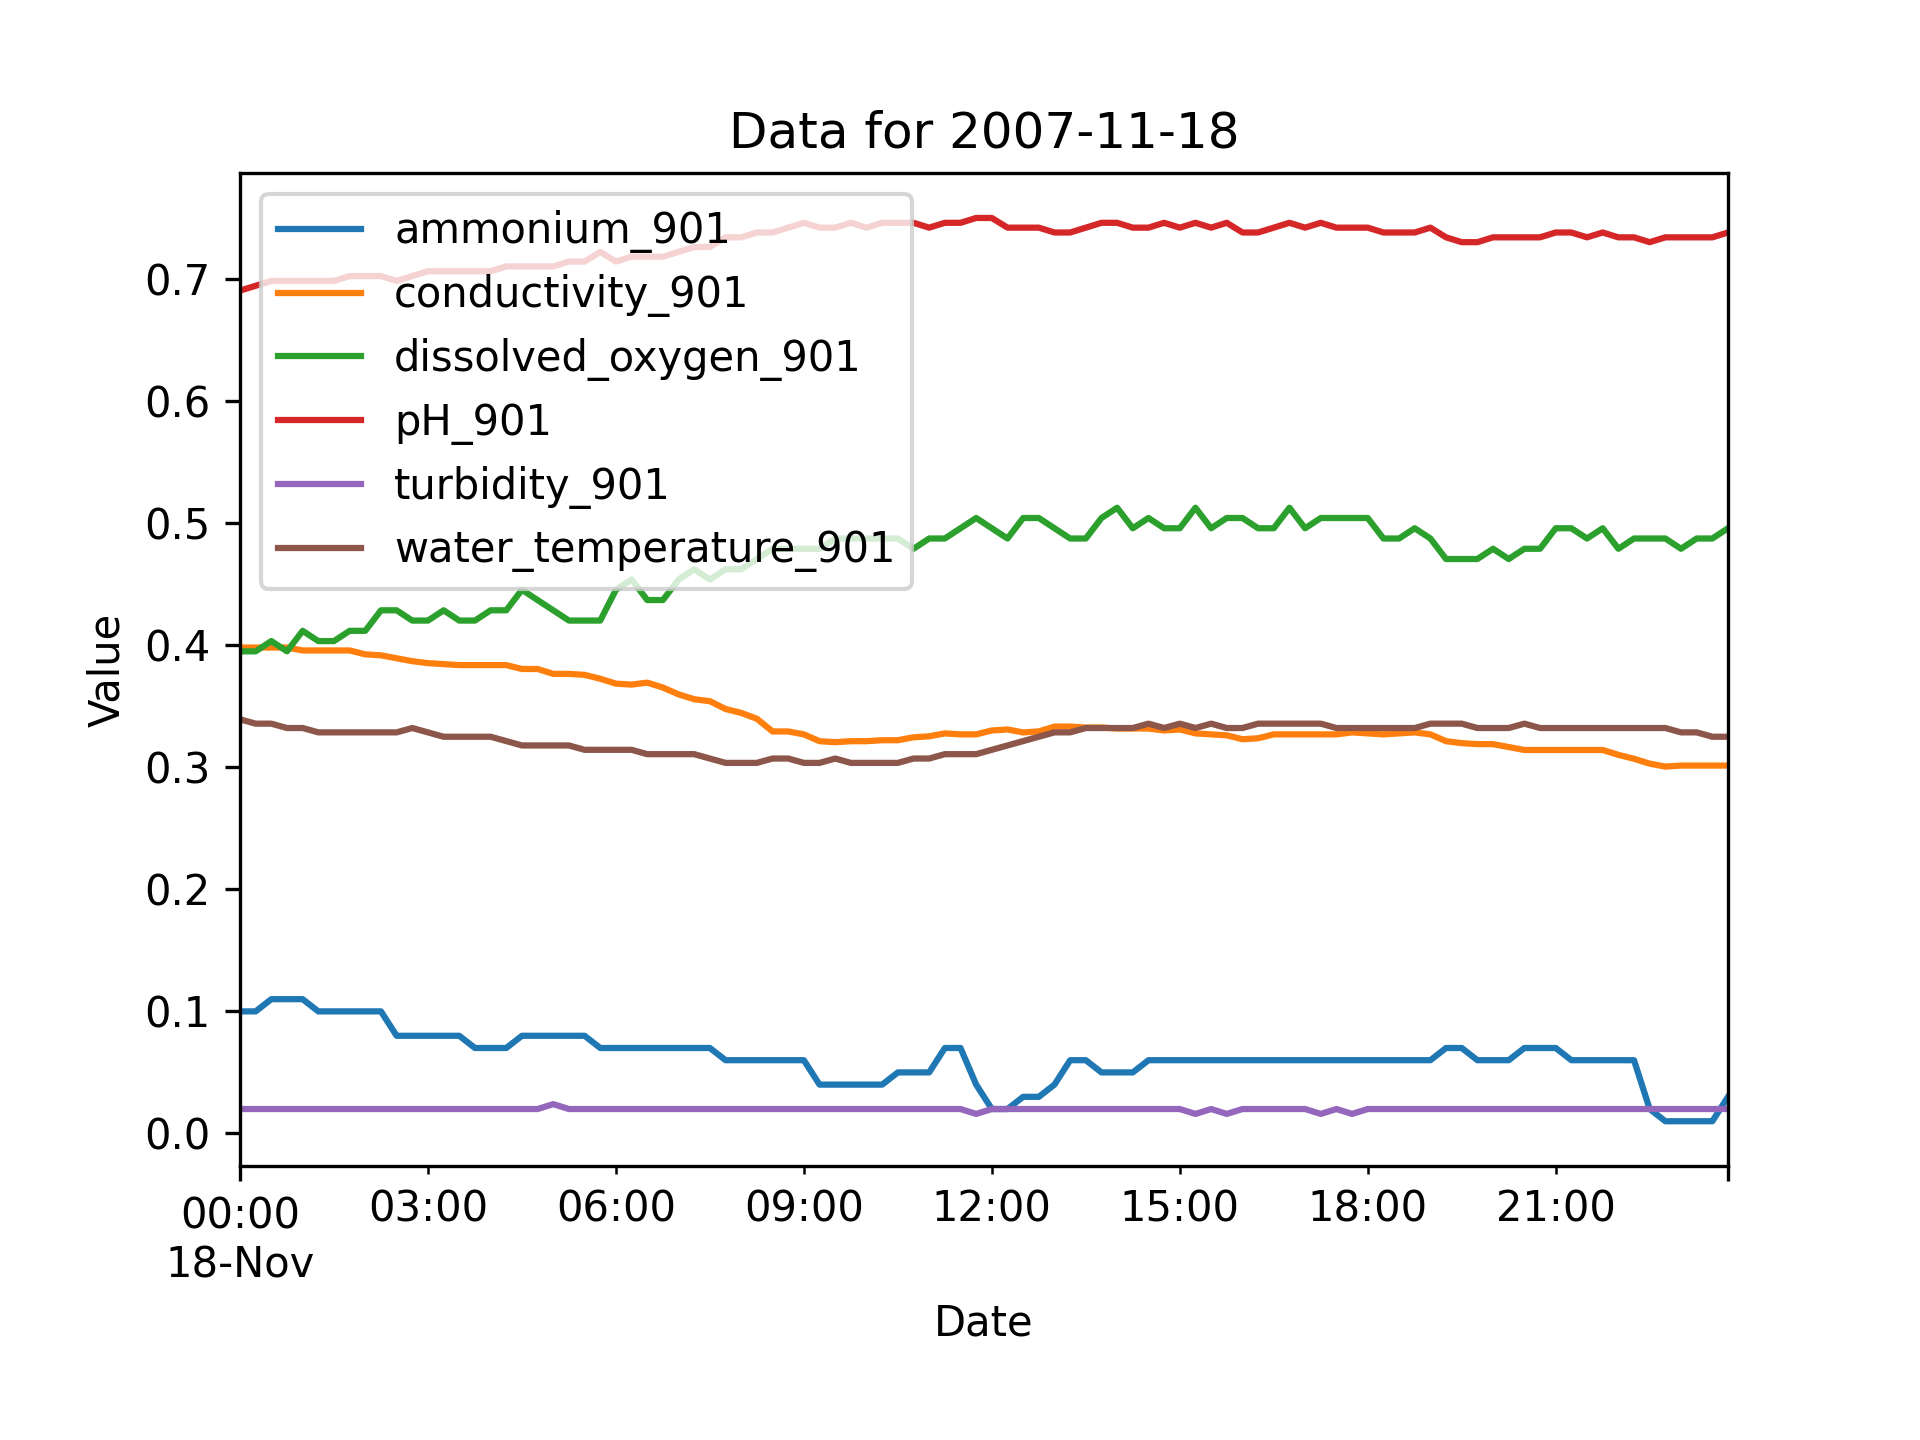 Data for 2007-11-18
ammonium_901
conductivity_901
dissolved_oxygen_901
pH_901
turbidity_901
water_temperature_901
Value
0.7
0.6
0.5
0.4
0.3
0.2
0.1
0.0
00:00 03:00 06:00 09:00 12:00 15:00 18:00 21:00
18-Nov
Date